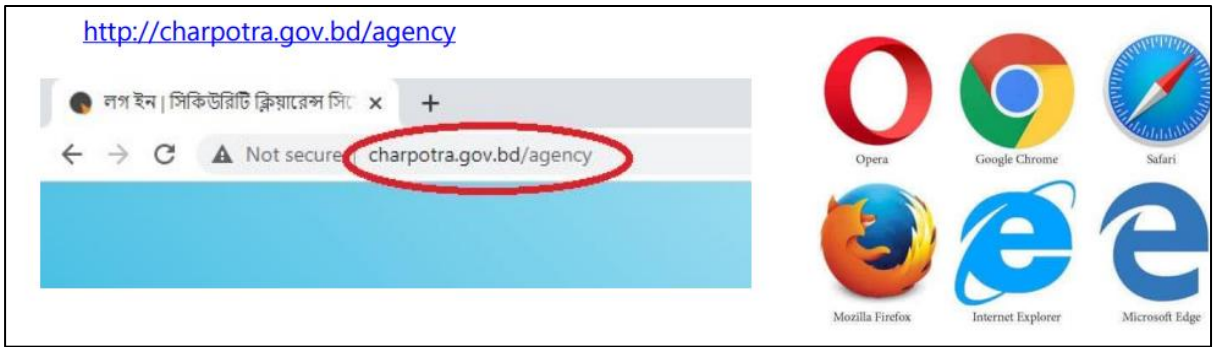 http://charpotra.gov.bd/agency
লগ ইন | সিকিউরিটি ক্লিয়ারেন্স সি
Not secure | charpotra.gov.bd/agency
Opera
Google Chrome
Safari
Mozilla Firefox
Internet Explorer
Microsoft Edge